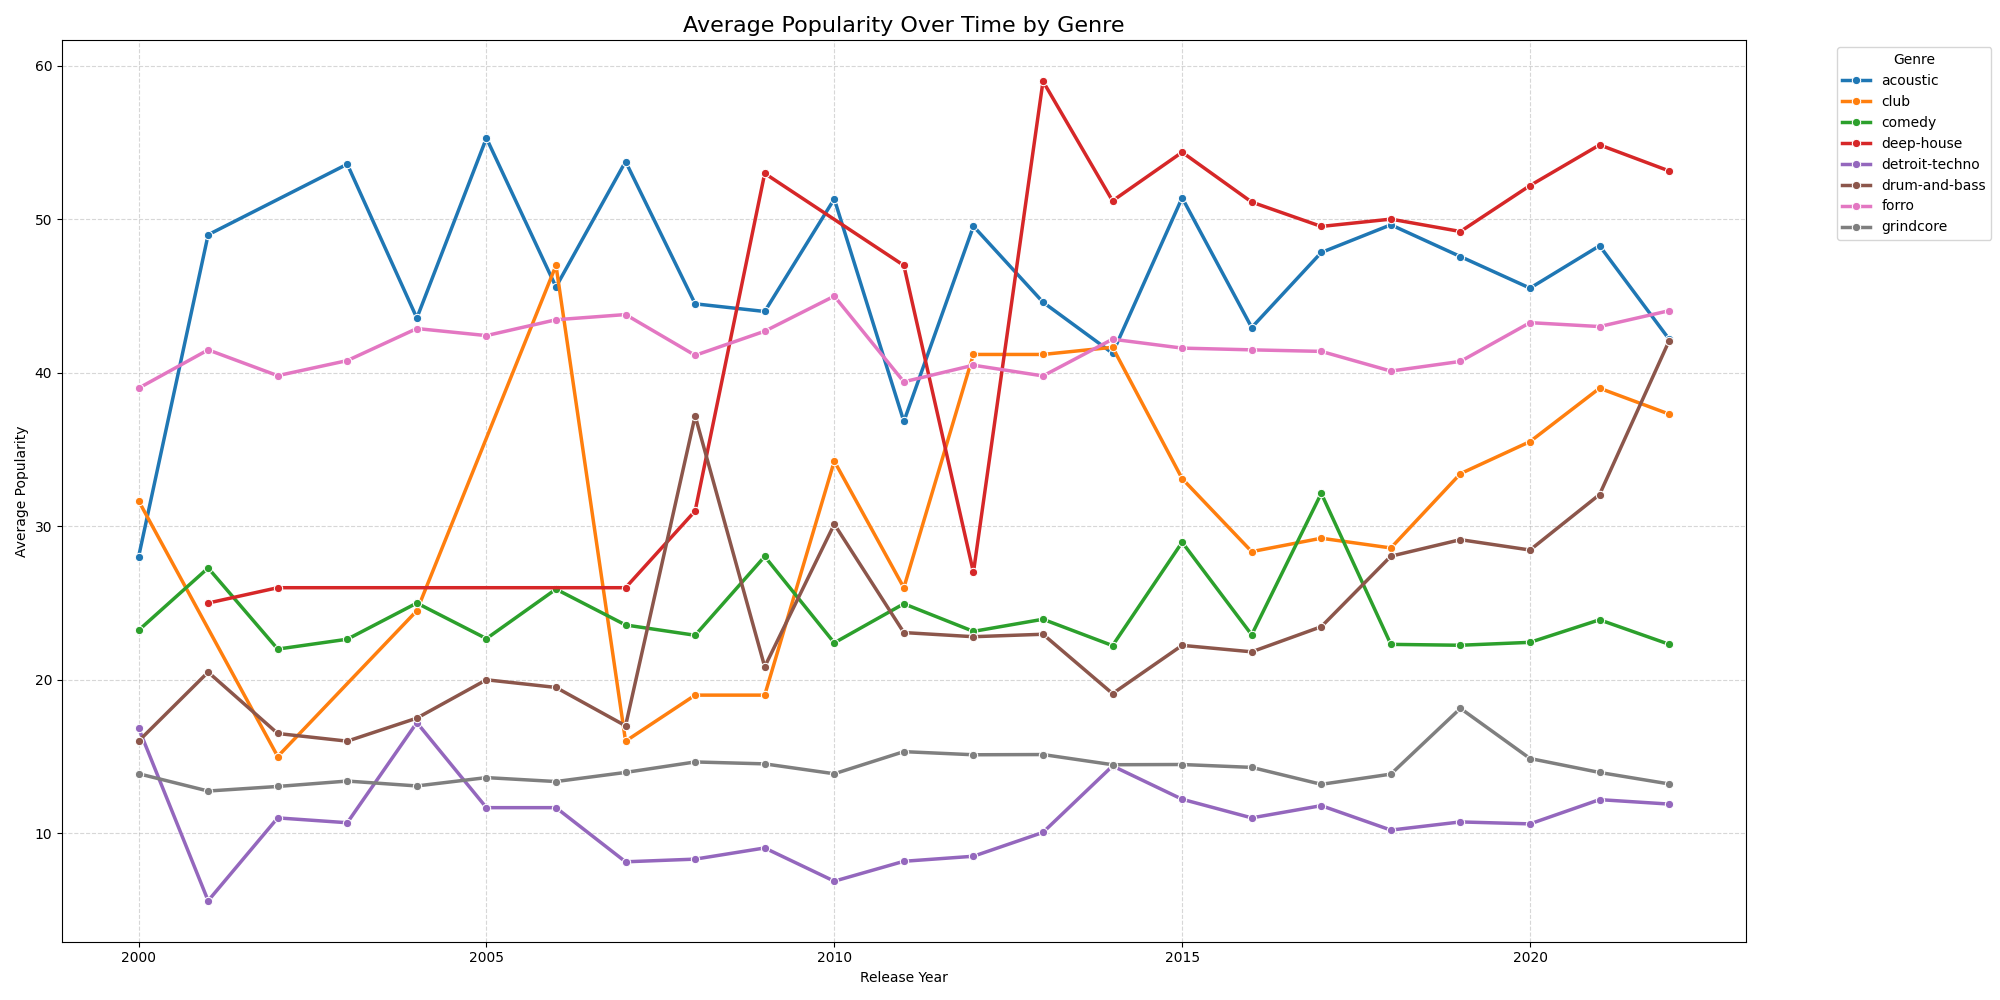 Average Popularity Over Time by Genre
Genre
acoustic
club
comedy
deep-house
detroit-techno
drum-and-bass
forro
grindcore
Average Popularity
60
50
40
30
20
10
2000 2005 2010 2015 2020
Release Year